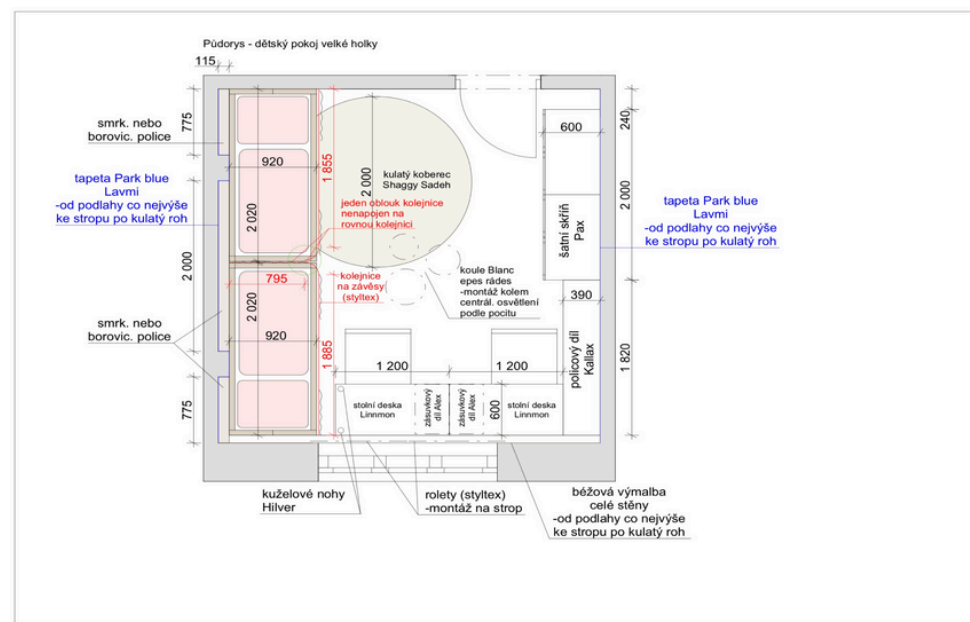 Půdorys - dětský pokoj velké holky
115
775
smrk. nebo
borovic. police
tapeta Park blue
Lavmi
-od podlahy co nejvýše
ke stropu po kulatý roh
2 000
smrk. nebo
borovic. police
775
920
2 020
795
2 020
920
1 855
1 885
2 000
kulatý koberec
Shaggy Sadeh
jeden oblouk kolejnice
nenapojen na
rovnou kolejnici
kolejnice
na závěsy
(styltex)
koule Blanc
epes rádes
-montáž kolem
centrál. osvětlení
podle pocitu
600
240
šatní skříň
Pax
2 000
390
policový díl
Kallax
1 820
tapeta Park blue
Lavmi
-od podlahy co nejvýše
ke stropu po kulatý roh
1 200
1 200
stolní deska
Linnmon
zásuvkový
díl Alex
zásuvkový
díl Alex
600
stolní deska
Linnmon
kuželové nohy
Hilver
rolety (styltex)
-montáž na strop
béžová výmalba
celé stěny
-od podlahy co nejvýše
ke stropu po kulatý roh